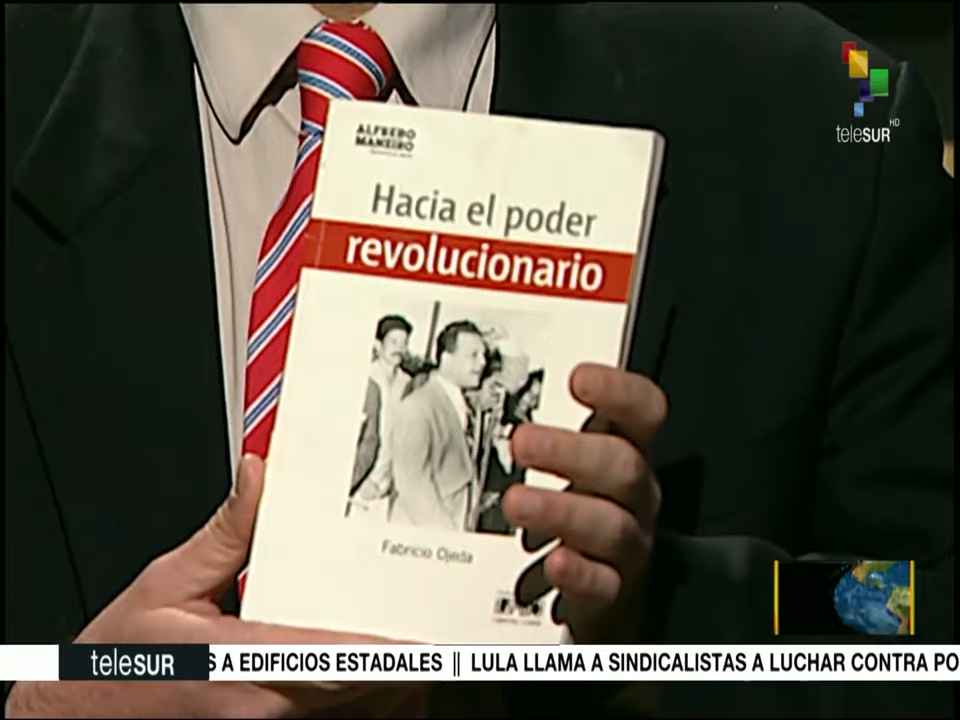 teleSUR HD
ALFREDO
MANEIRO
Hacia el poder
revolucionario
Fabricio Ojeda
teleSUR
S A EDIFICIOS ESTADALES || LULA LLAMA A SINDICALISTAS A LUCHAR CONTRA PO